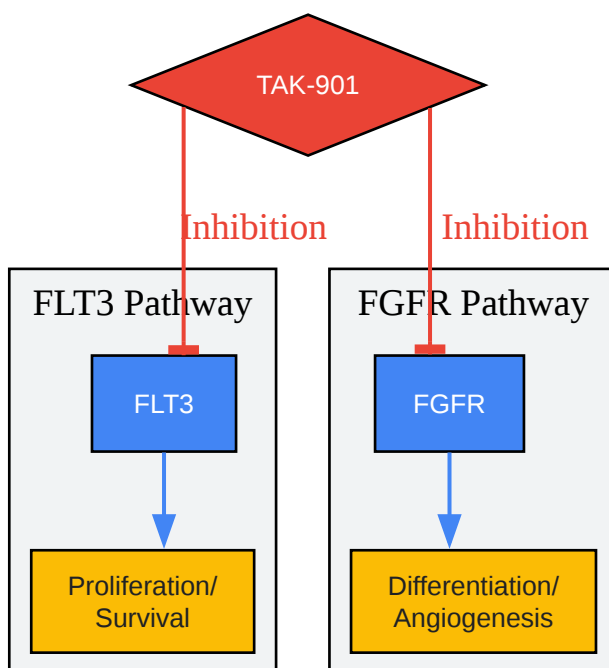 TAK-901
Inhibition
Inhibition
FLT3 Pathway
FGFR Pathway
FLT3
FGFR
Proliferation/
Survival
Differentiation/
Angiogenesis